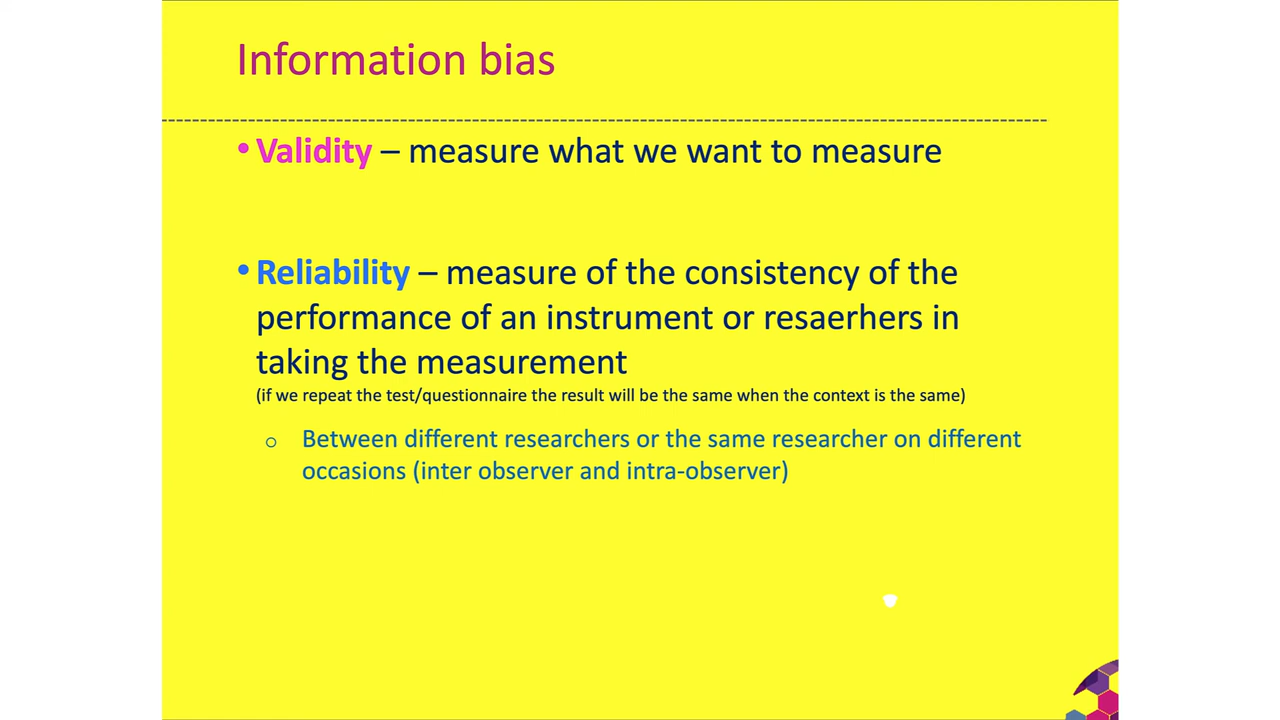 Information bias
• Validity – measure what we want to measure
• Reliability – measure of the consistency of the
performance of an instrument or resaerhers in
taking the measurement
(if we repeat the test/questionnaire the result will be the same when the context is the same)
o Between different researchers or the same researcher on different
occasions (inter observer and intra-observer)